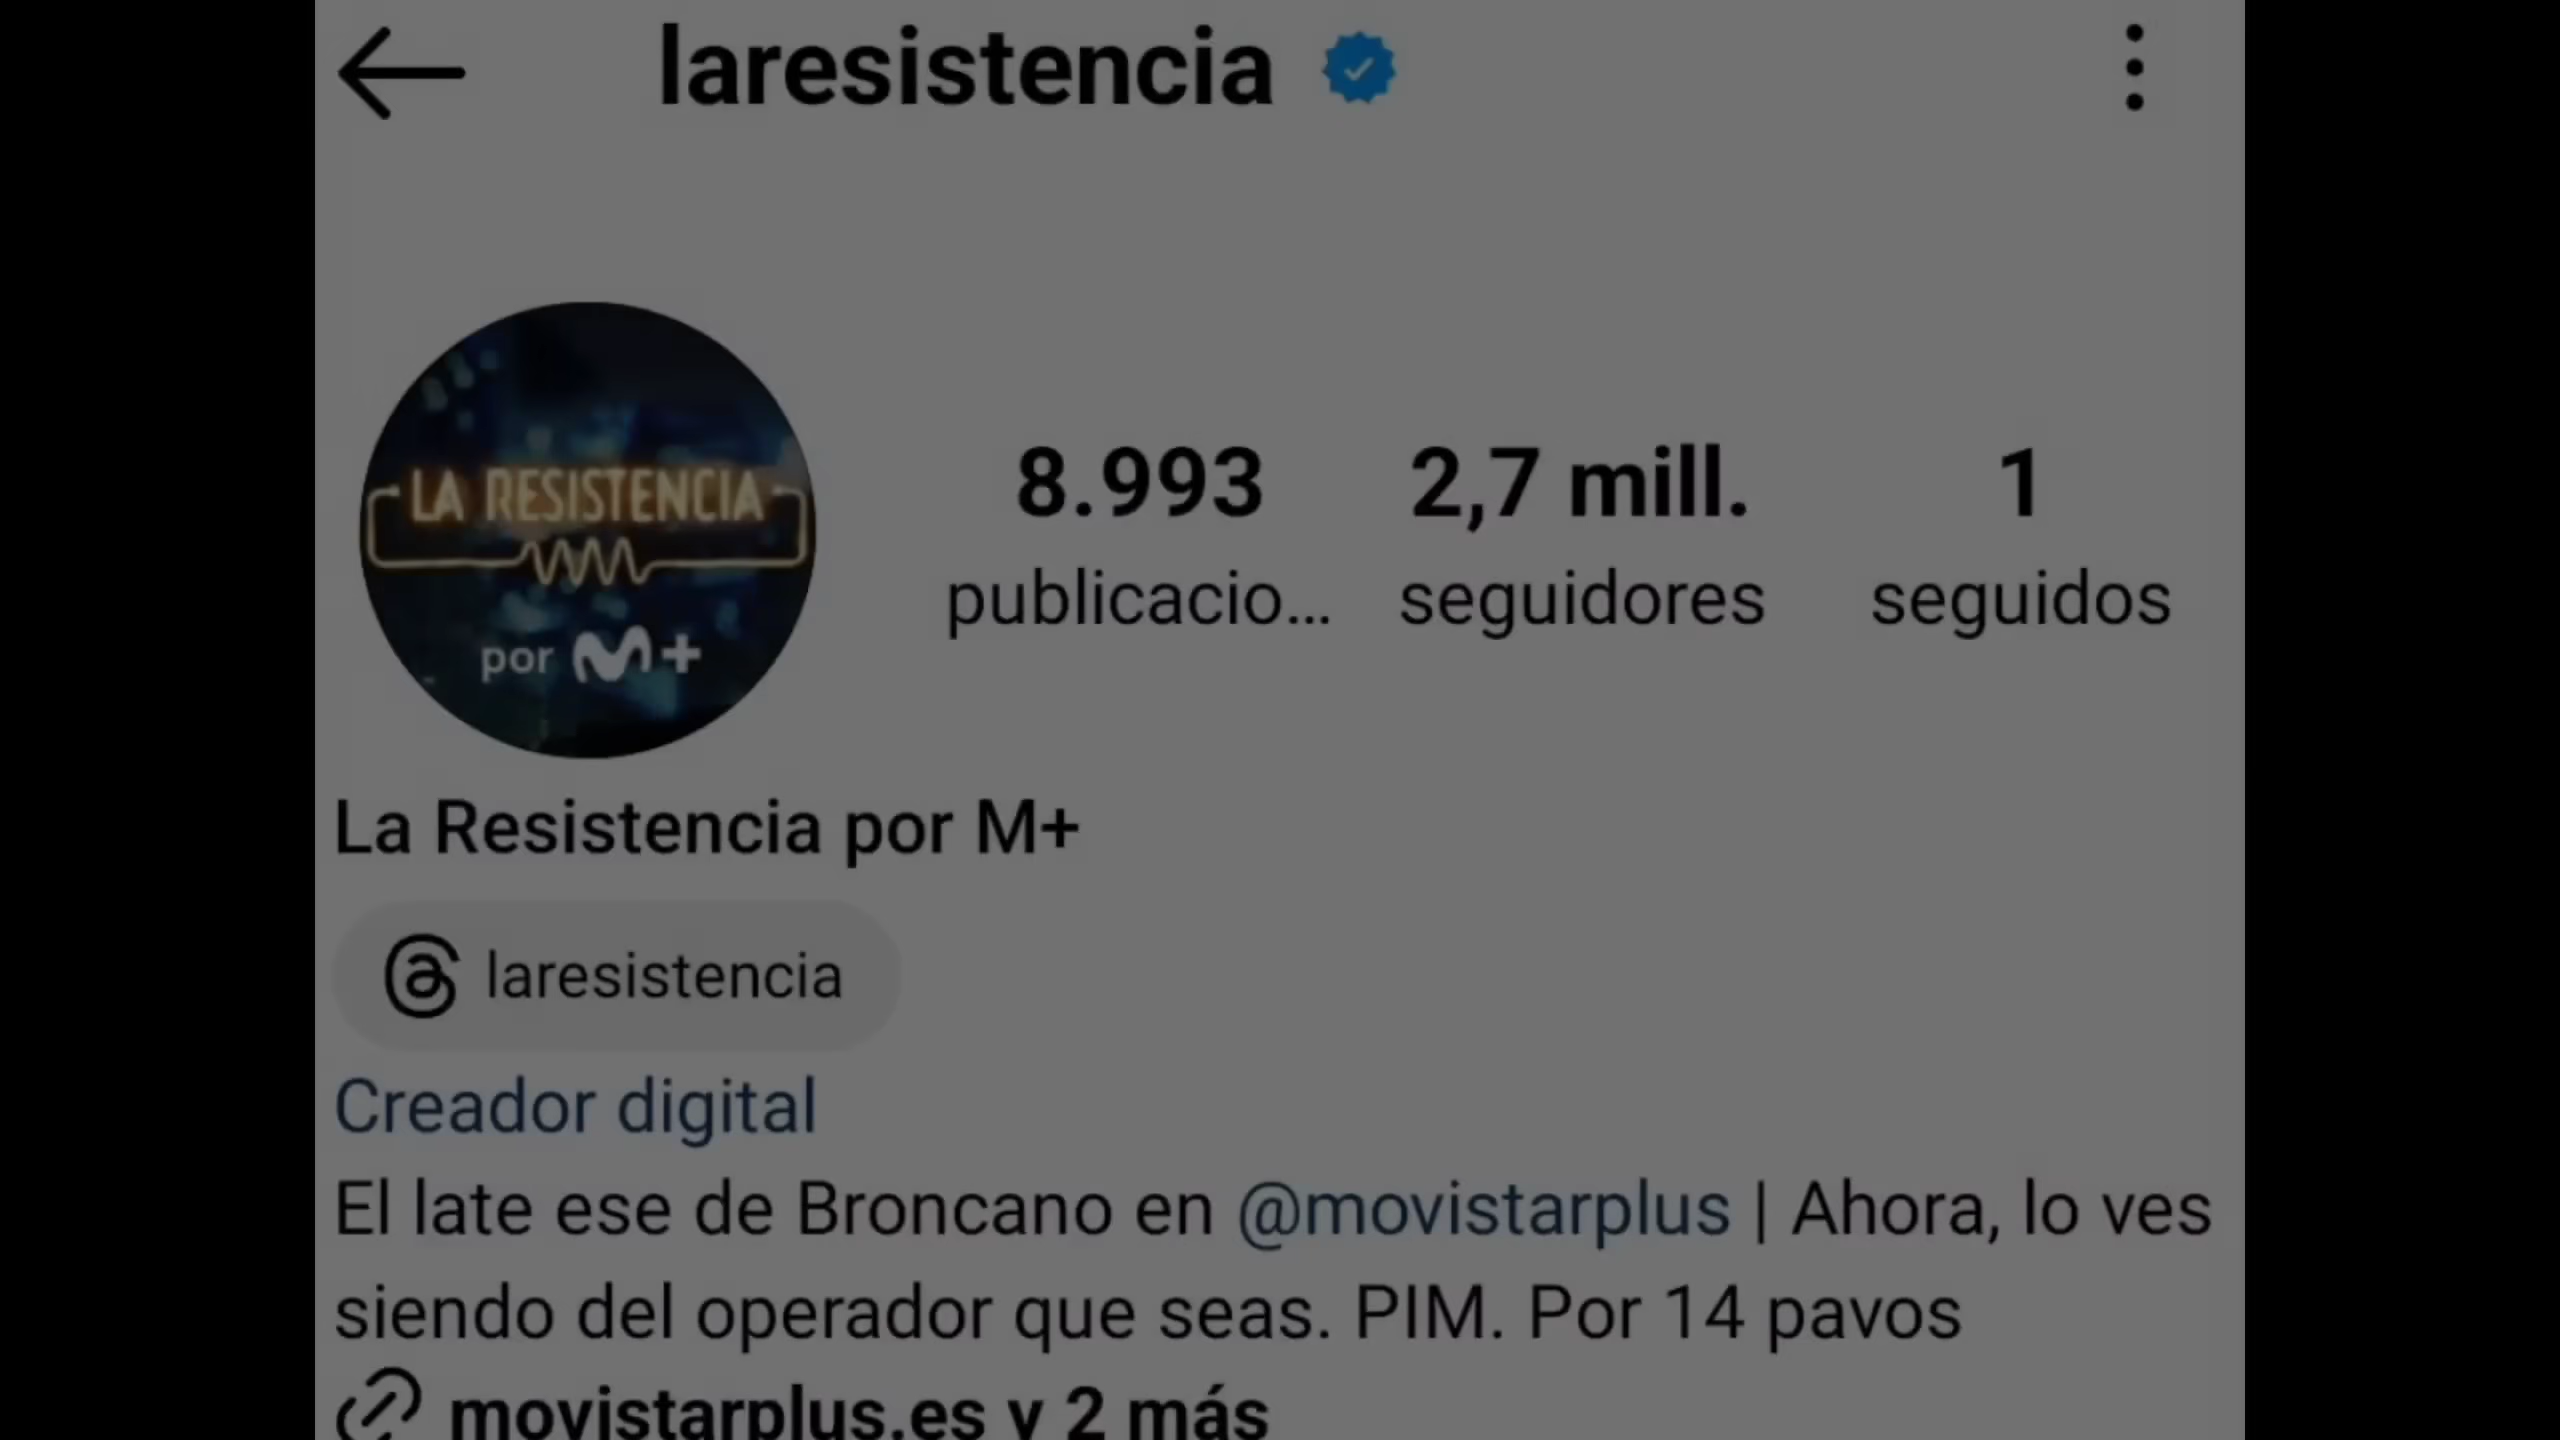 laresistencia
LA RESISTENCIA
por M+
8.993
publicacio...
2,7 mill.
seguidores
1
seguidos
La Resistencia por M+
laresistencia
Creador digital
El late ese de Broncano en @movistarplus | Ahora, lo ves
siendo del operador que seas. PIM. Por 14 pavos
movistarplus.es y 2 más